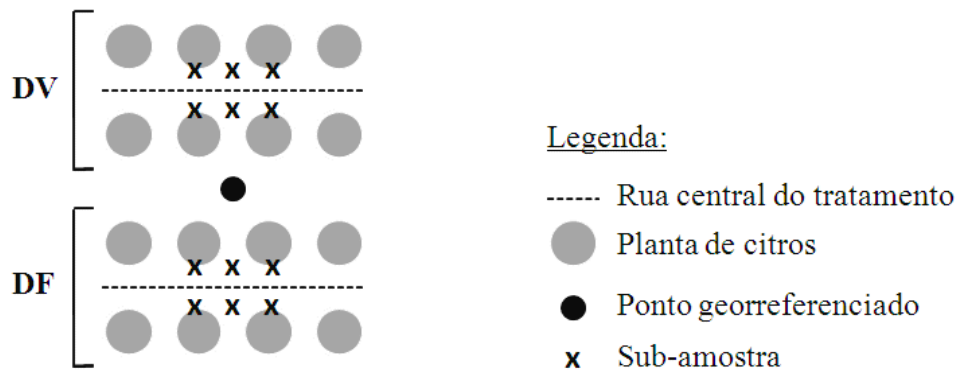 DV
x x x
x x x
DF
x x x
x x x
Legenda:
Rua central do tratamento
Planta de citros
Ponto georreferenciado
x Sub-amostra